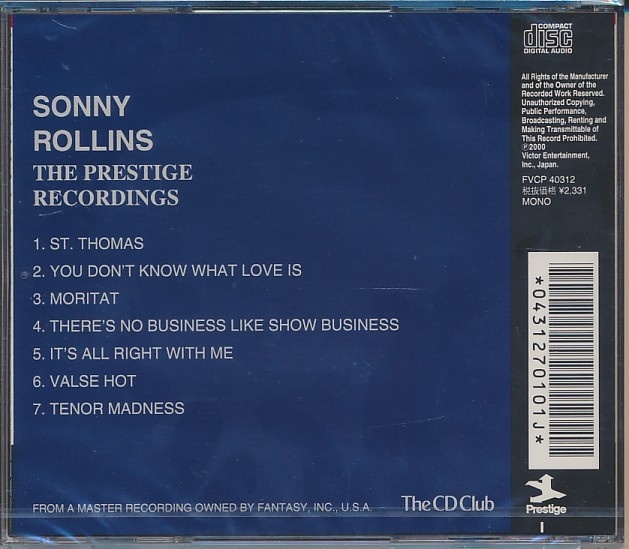 SONNY
ROLLINS
THE PRESTIGE
RECORDINGS
1. ST. THOMAS
2. YOU DON'T KNOW WHAT LOVE IS
3. MORITAT
4. THERE'S NO BUSINESS LIKE SHOW BUSINESS
5. IT'S ALL RIGHT WITH ME
6. VALSE HOT
7. TENOR MADNESS
FROM A MASTER RECORDING OWNED BY FANTASY, INC., U.S.A.
The CD Club
COMPACT
disc
DIGITAL AUDIO
All Rights of the Manufacturer
and of the Owner of the
Recorded Work Reserved.
Unauthorized Copying,
Public Performance,
Broadcasting, Renting and
Making Transmittable of
This Record Prohibited.
℗2000
Victor Entertainment,
Inc., Japan.
FVCP 40312
税抜価格 ¥2,331
MONO
*0431270101J*
Prestige
I